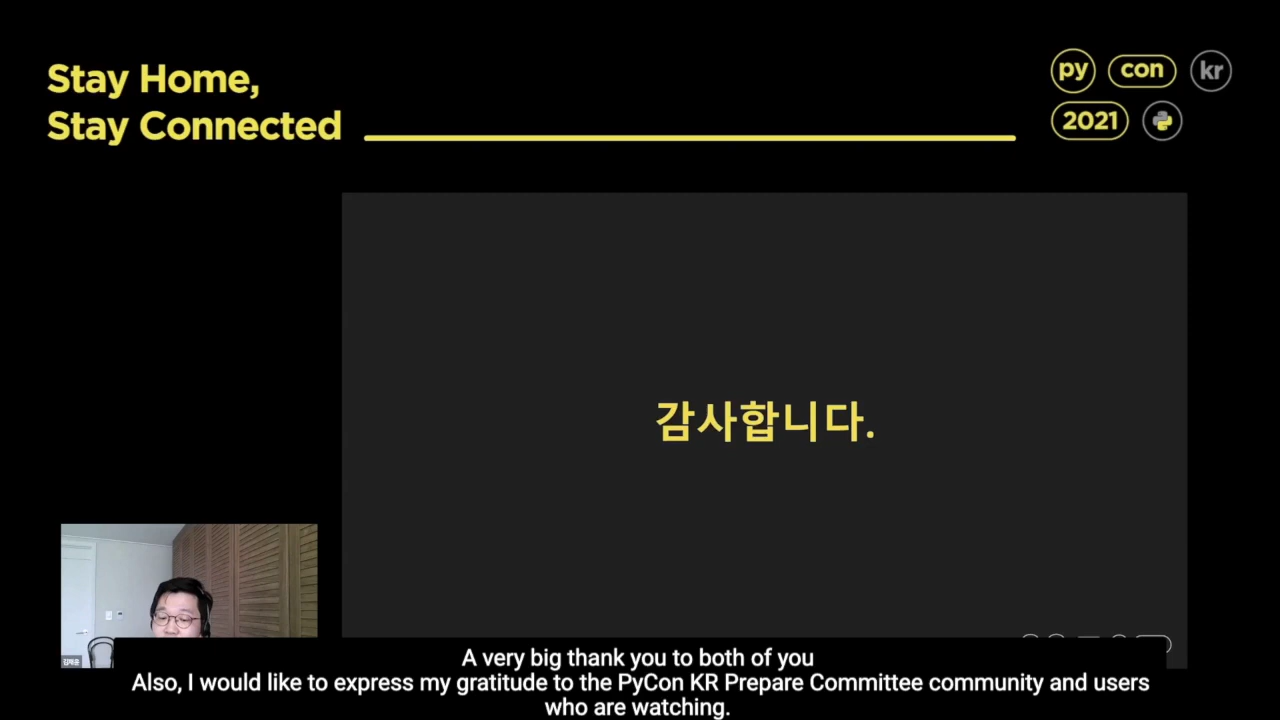 Stay Home,
Stay Connected
py con kr
2021
감사합니다.
A very big thank you to both of you
Also, I would like to express my gratitude to the PyCon KR Prepare Committee community and users
who are watching.